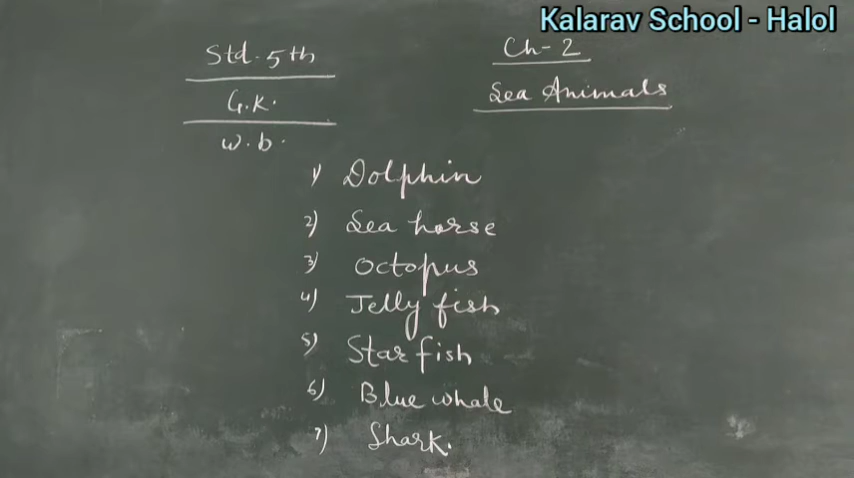 Kalarav School - Halol
Std. 5th
G.K.
W.b.
Ch-2
Sea Animals
1) Dolphin
2) Sea horse
3) Octopus
4) Jelly fish
5) Star fish
6) Blue whale
7) Shark.